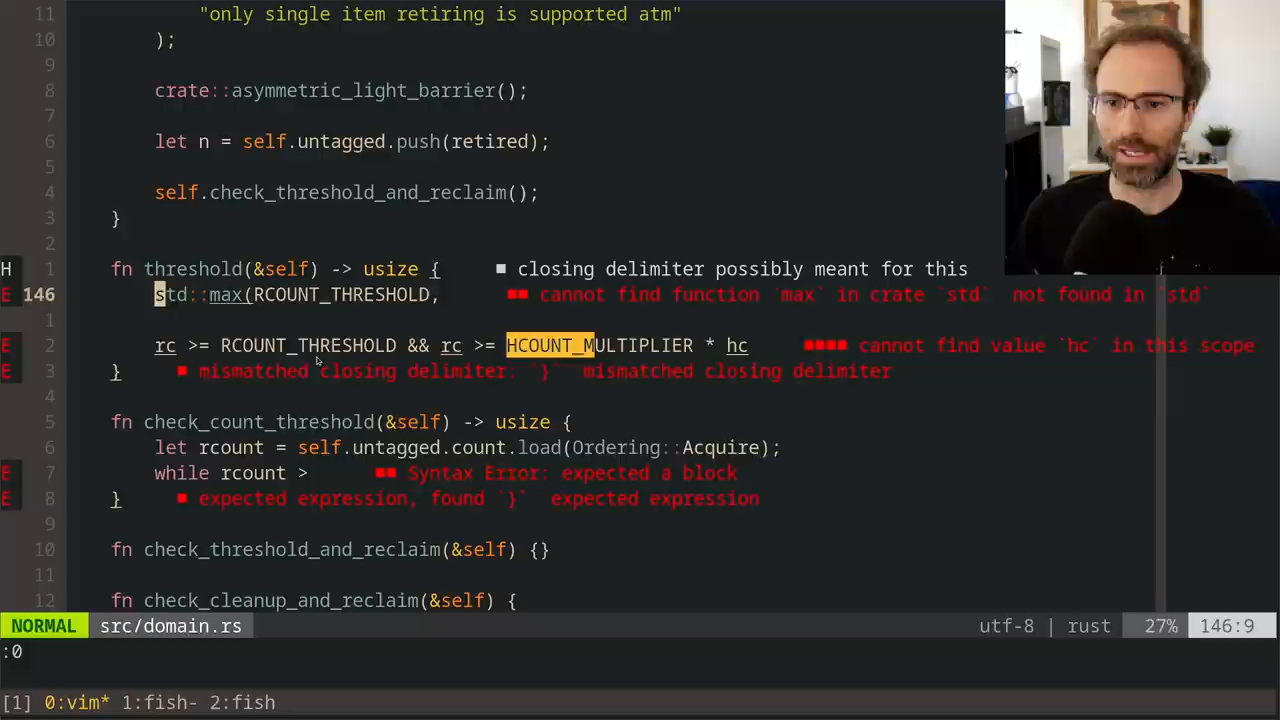 11 "only single item retiring is supported atm"
10 );
9
8 crate::asymmetric_light_barrier();
7
6 let n = self.untagged.push(retired);
5
4 self.check_threshold_and_reclaim();
3 }
2
H 1 fn threshold(&self) -> usize { ■ closing delimiter possibly meant for this
E 146 std::max(RCOUNT_THRESHOLD, ■■ cannot find function `max` in crate `std` not found in `std`
1
E 2 rc >= RCOUNT_THRESHOLD && rc >= HCOUNT_MULTIPLIER * hc ■■■■ cannot find value `hc` in this scope
E 3 } ■ mismatched closing delimiter: `}` mismatched closing delimiter
4
5 fn check_count_threshold(&self) -> usize {
6 let rcount = self.untagged.count.load(Ordering::Acquire);
E 7 while rcount > ■■ Syntax Error: expected a block
E 8 } ■ expected expression, found `}` expected expression
9
10 fn check_threshold_and_reclaim(&self) {}
11
12 fn check_cleanup_and_reclaim(&self) {
NORMAL src/domain.rs utf-8 | rust 27% 146:9
:0
[1] 0:vim* 1:fish- 2:fish